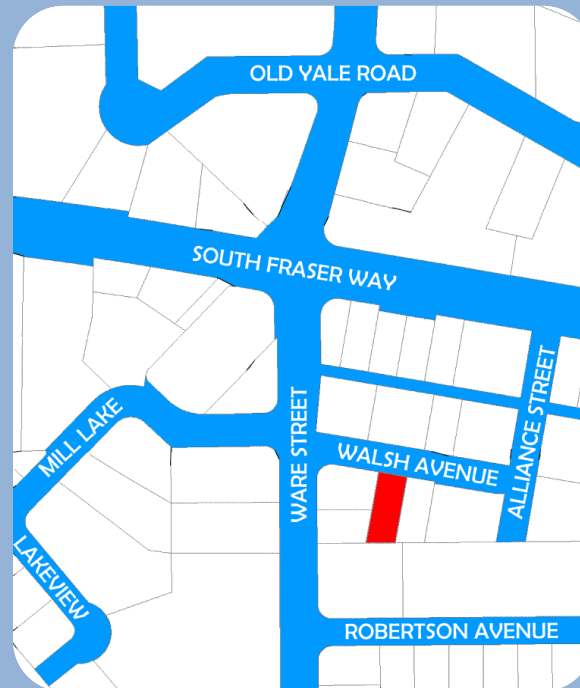 OLD YALE ROAD
SOUTH FRASER WAY
ALLIANCE STREET
MILL LAKE
WARE STREET
WALSH AVENUE
LAKEVIEW
ROBERTSON AVENUE